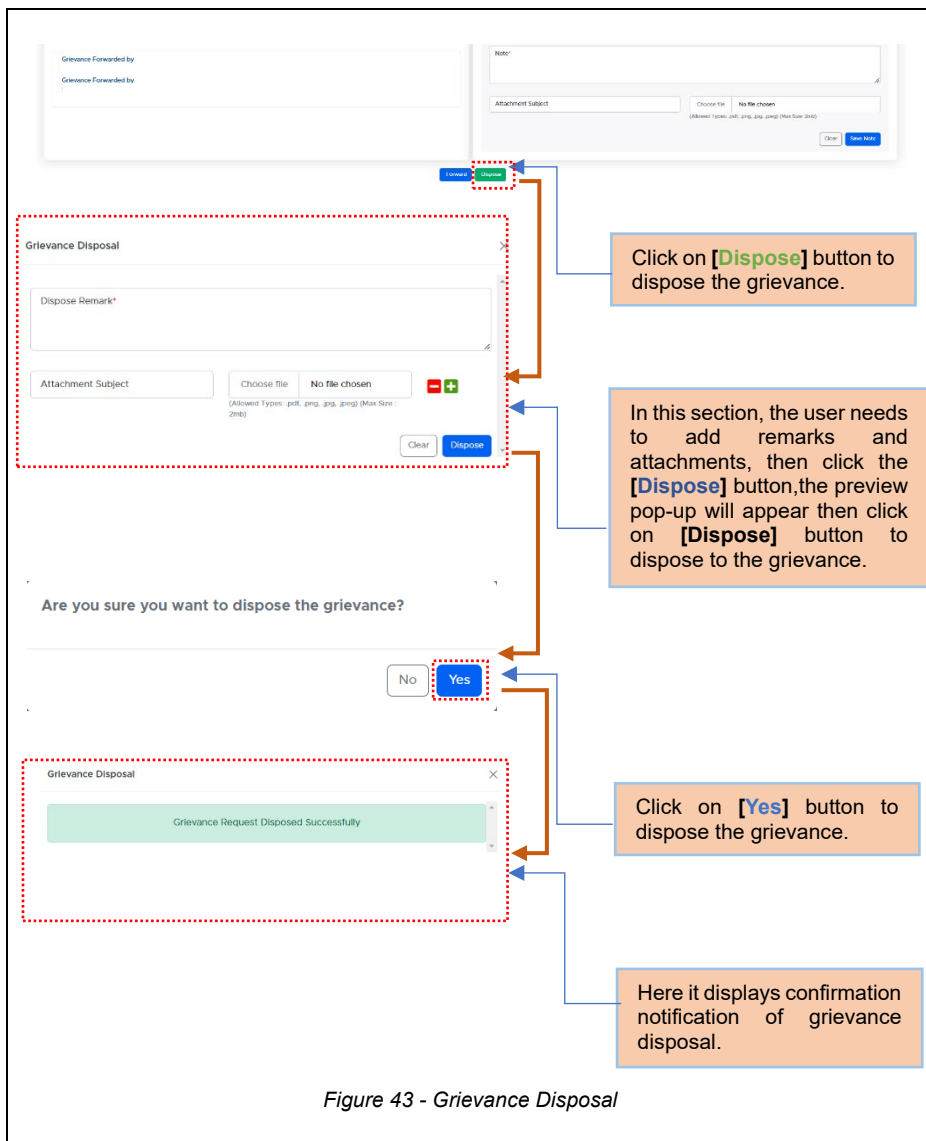 Grievance Forwarded by
Grievance Forwarded by
Note*
Attachment Subject
Choose file No file chosen
(Allowed Types: .pdf, .png, .jpg, .jpeg) (Max Size: 2mb)
Clear Save Note
Forward Dispose
Grievance Disposal
Dispose Remark*
Attachment Subject
Choose file No file chosen
(Allowed Types: .pdf, .png, .jpg, .jpeg) (Max Size :
2mb)
Clear Dispose
Click on [Dispose] button to
dispose the grievance.
In this section, the user needs
to add remarks and
attachments, then click the
[Dispose] button,the preview
pop-up will appear then click
on [Dispose] button to
dispose to the grievance.
Are you sure you want to dispose the grievance?
No Yes
Click on [Yes] button to
dispose the grievance.
Grievance Disposal
Grievance Request Disposed Successfully
Here it displays confirmation
notification of grievance
disposal.
Figure 43 - Grievance Disposal